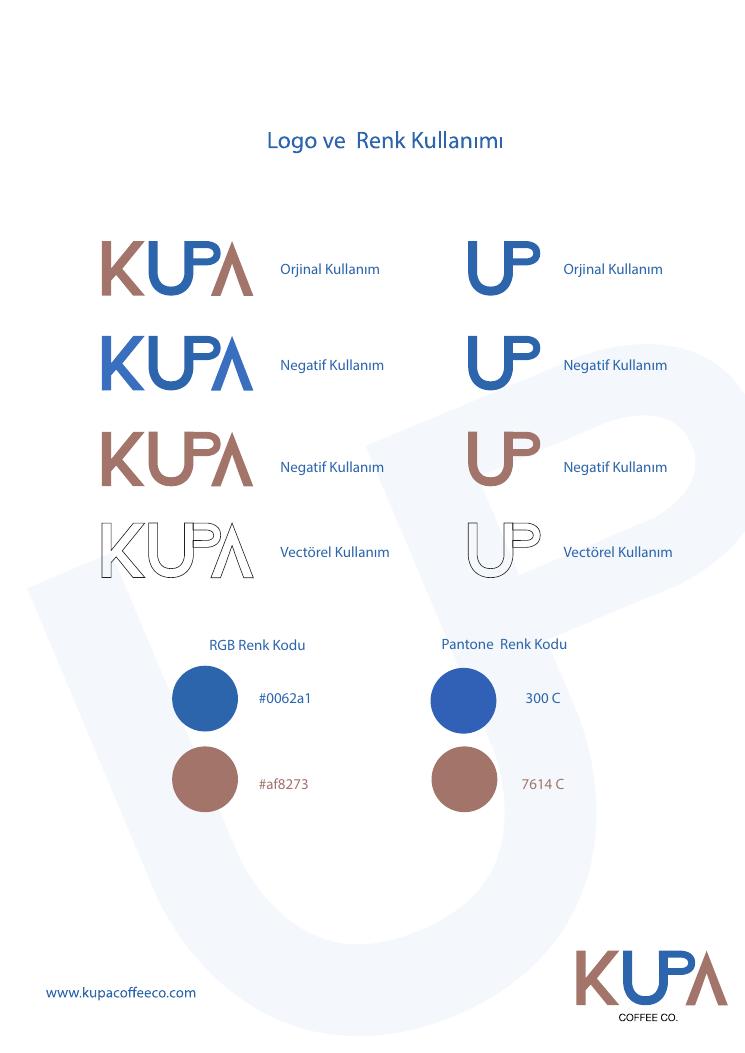 Logo ve Renk Kullanımı
KUPA Orjinal Kullanım UP Orjinal Kullanım
KUPA Negatif Kullanım UP Negatif Kullanım
KUPA Negatif Kullanım UP Negatif Kullanım
KUPA Vectörel Kullanım UP Vectörel Kullanım
RGB Renk Kodu Pantone Renk Kodu
#0062a1 300 C
#af8273 7614 C
KUPA
www.kupacoffeeco.com
COFFEE CO.